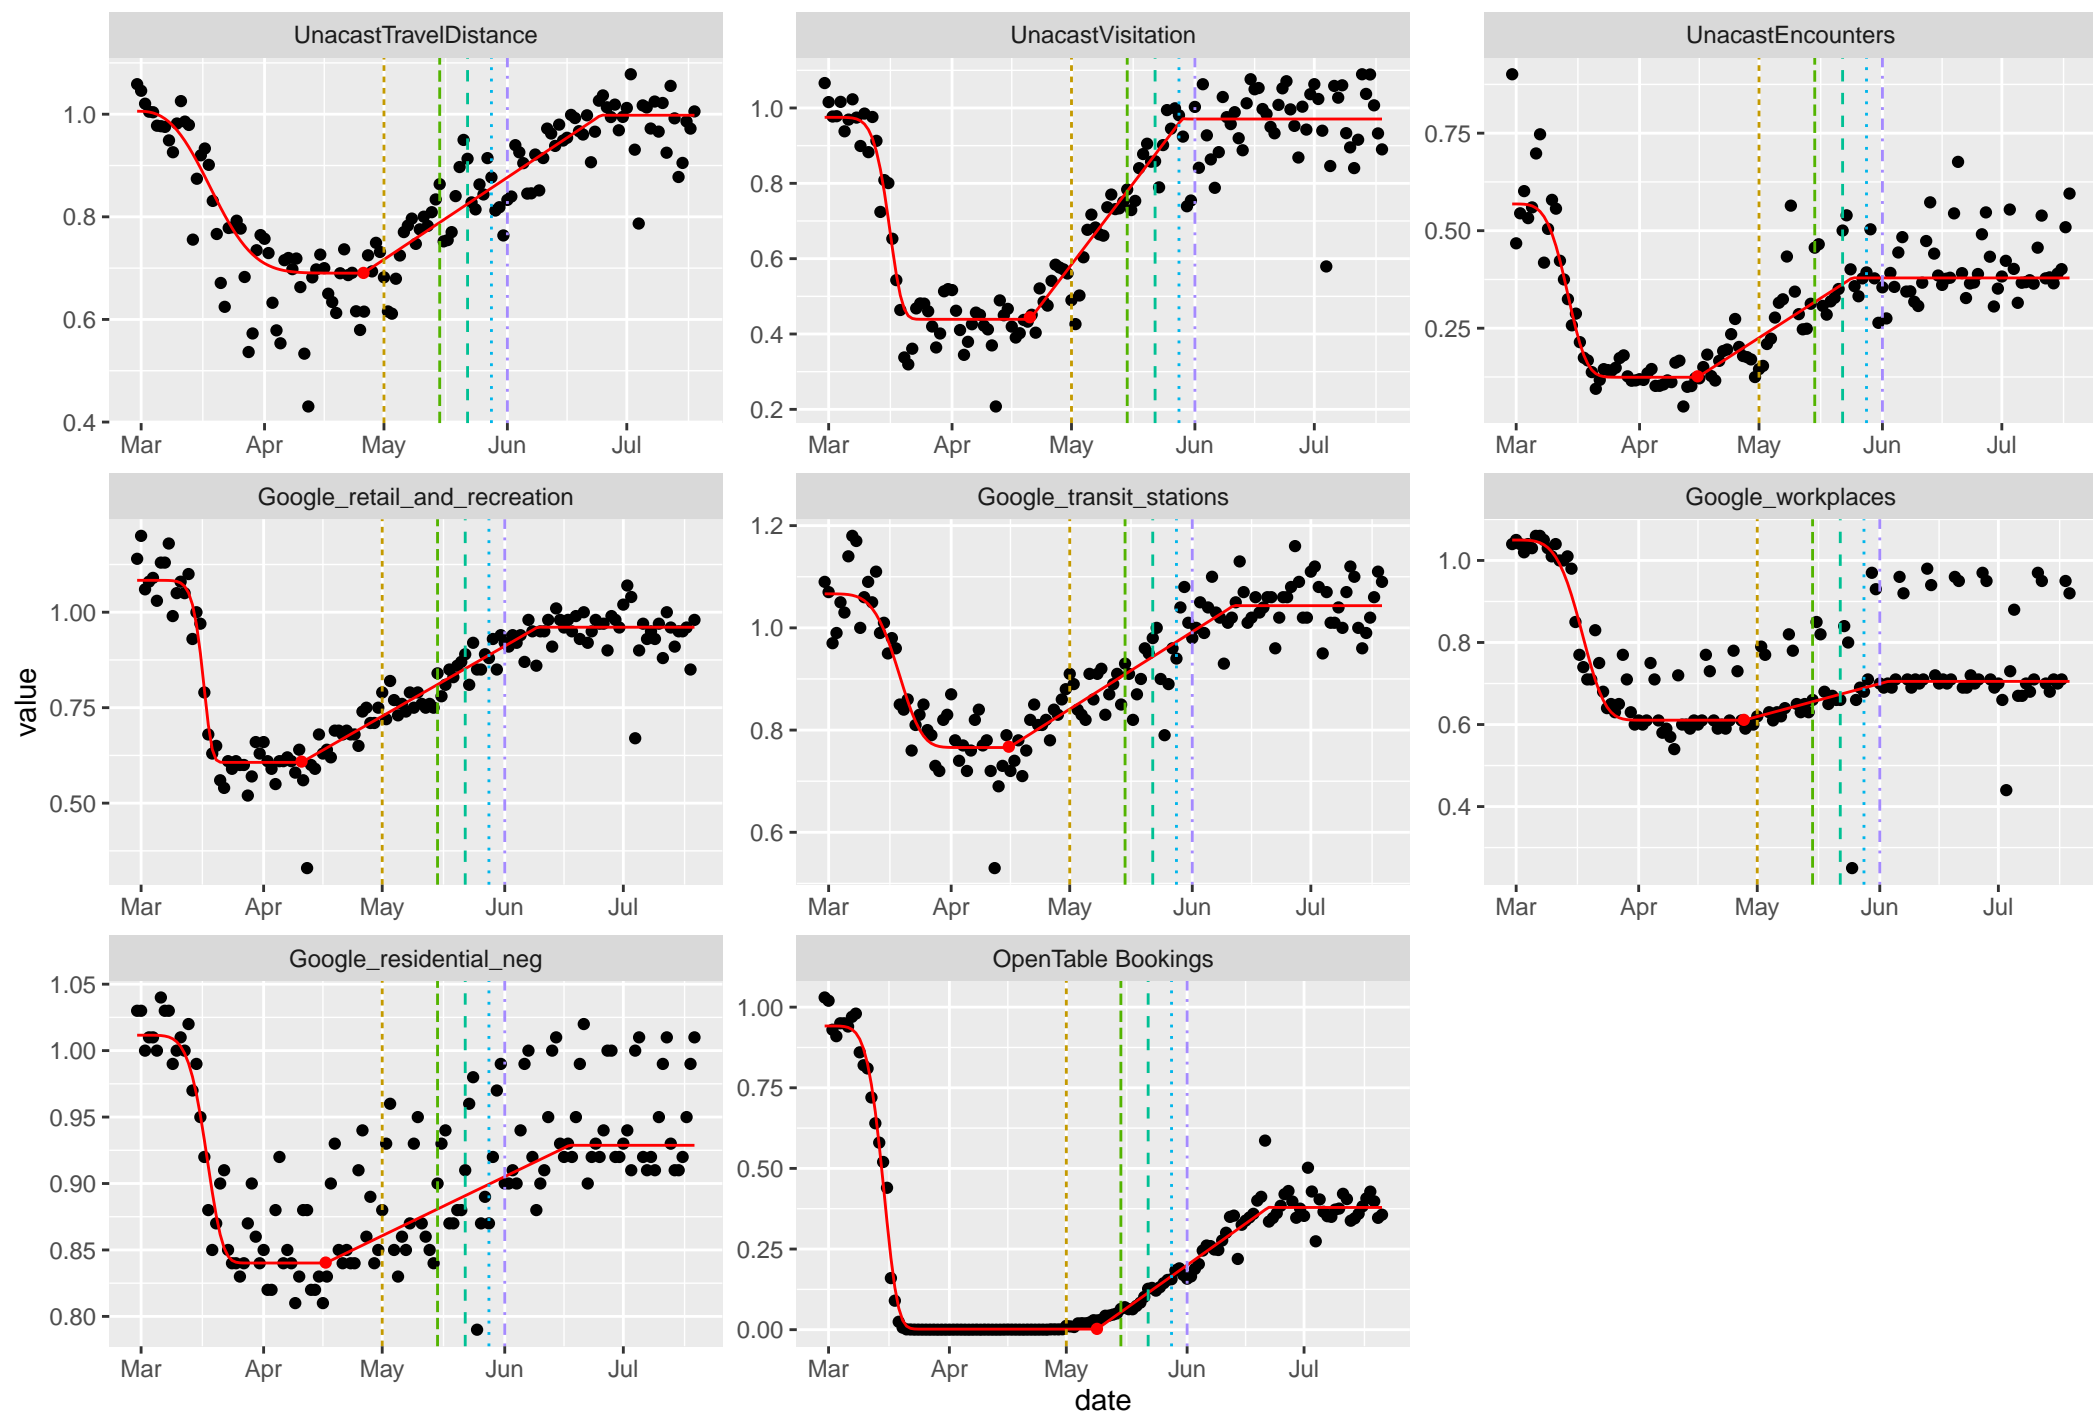 UnacastTravelDistance
UnacastVisitation
UnacastEncounters
1.0
0.8
0.6
0.4
Mar Apr May Jun Jul
1.0
0.8
0.6
0.4
0.2
Mar Apr May Jun Jul
0.75
0.50
0.25
Mar Apr May Jun Jul
Google_retail_and_recreation
Google_transit_stations
Google_workplaces
1.00
0.75
0.50
Mar Apr May Jun Jul
1.2
1.0
0.8
0.6
Mar Apr May Jun Jul
1.0
0.8
0.6
0.4
Mar Apr May Jun Jul
value
Google_residential_neg
OpenTable Bookings
1.05
1.00
0.95
0.90
0.85
0.80
Mar Apr May Jun Jul
1.00
0.75
0.50
0.25
0.00
Mar Apr May Jun Jul
date